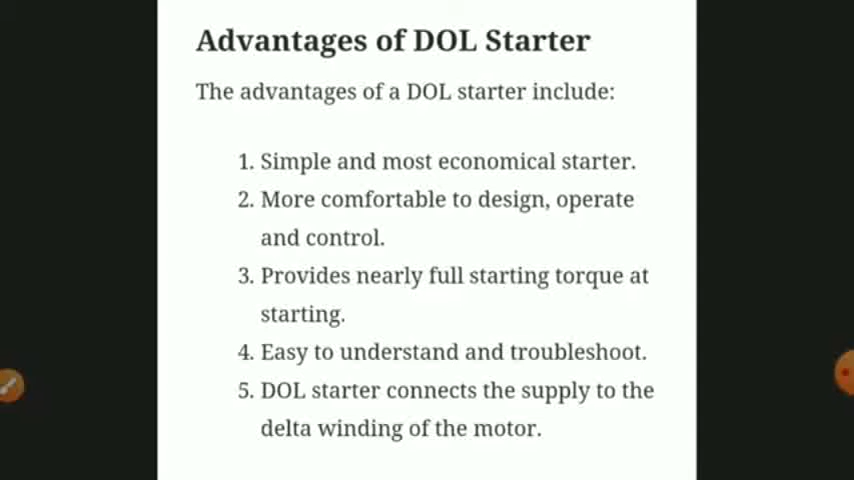 Advantages of DOL Starter
The advantages of a DOL starter include:
1. Simple and most economical starter.
2. More comfortable to design, operate
and control.
3. Provides nearly full starting torque at
starting.
4. Easy to understand and troubleshoot.
5. DOL starter connects the supply to the
delta winding of the motor.